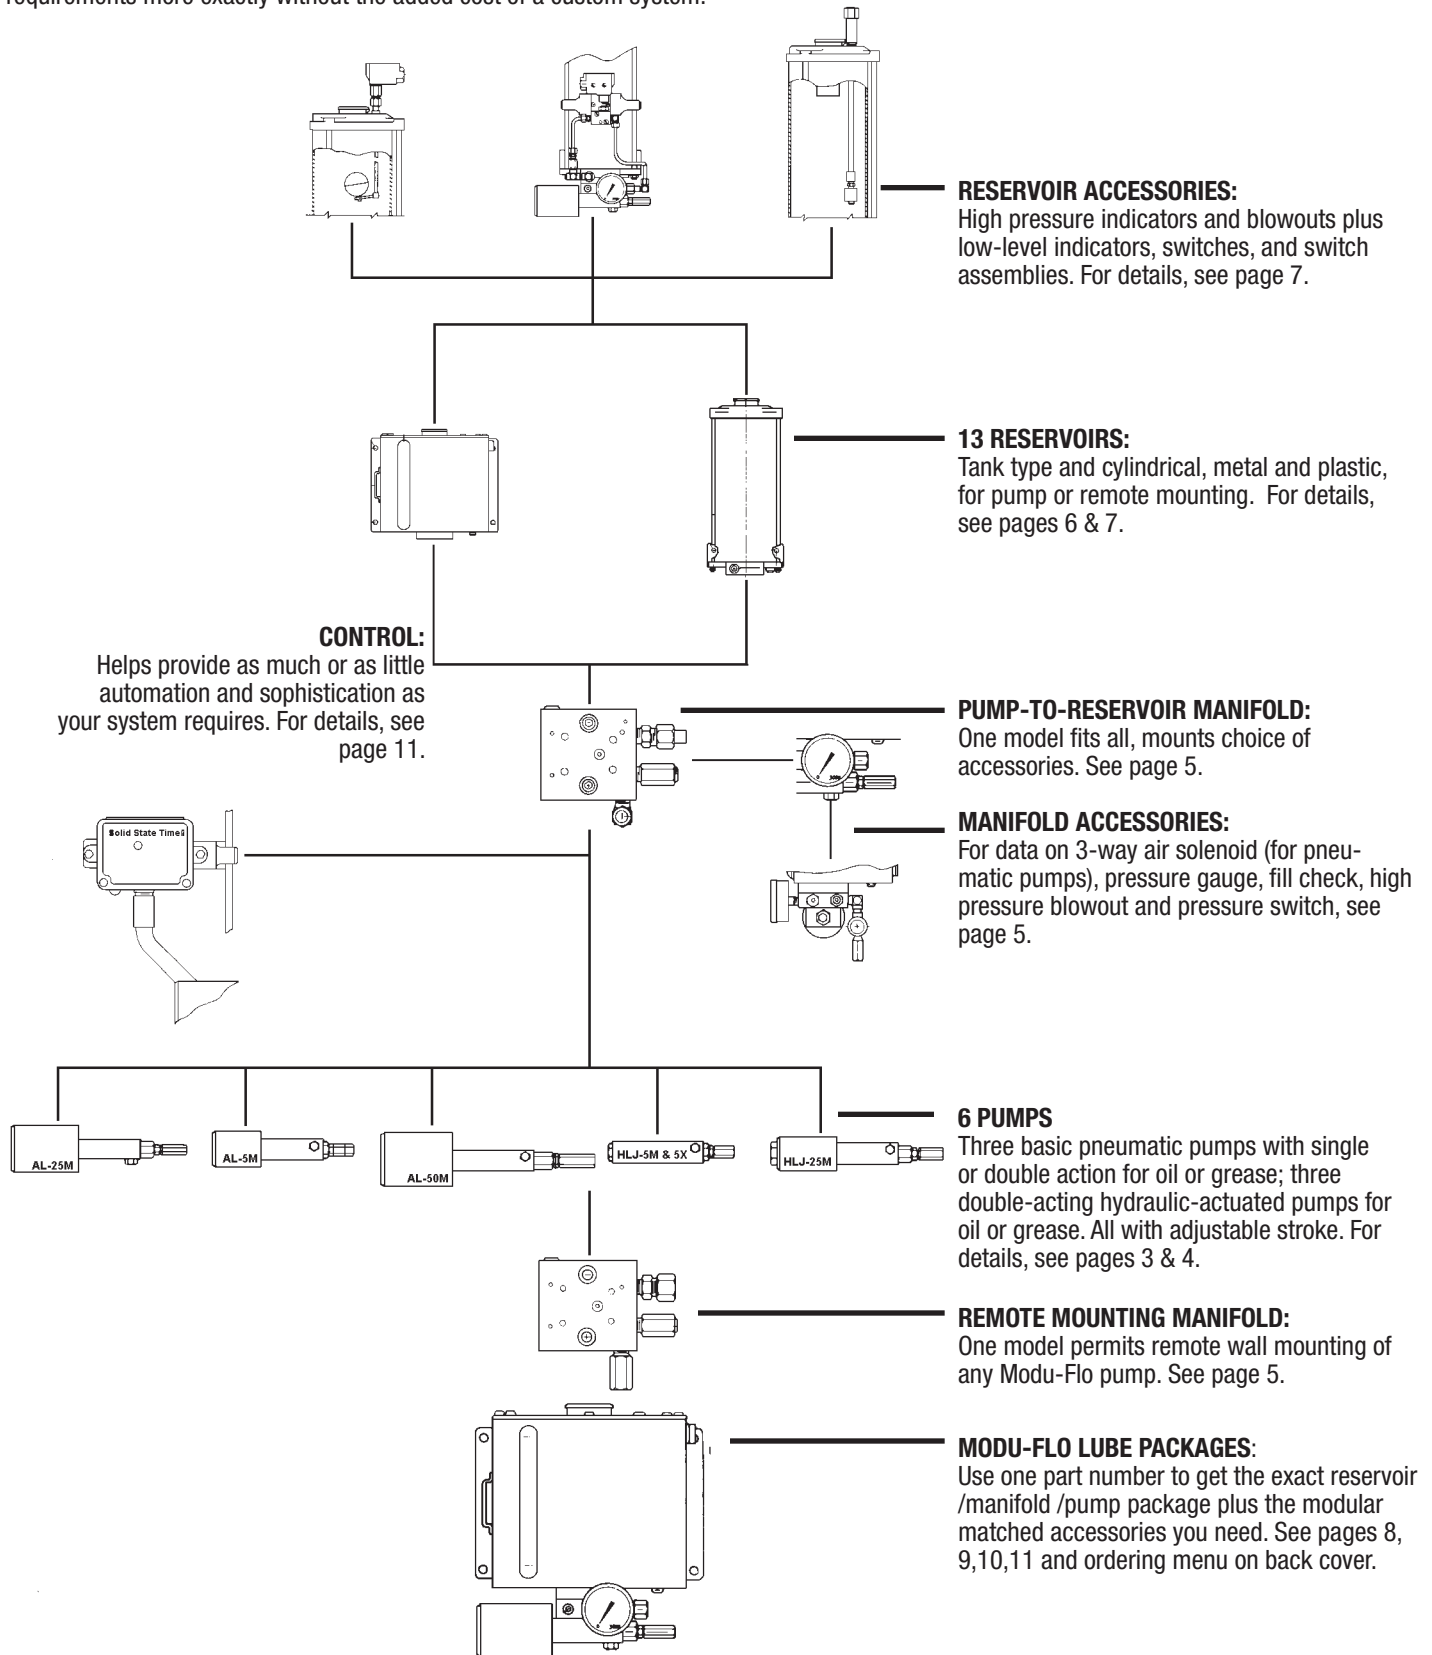 requirements more exactly without the added cost of a custom system.
RESERVOIR ACCESSORIES:
High pressure indicators and blowouts plus
low-level indicators, switches, and switch
assemblies. For details, see page 7.
13 RESERVOIRS:
Tank type and cylindrical, metal and plastic,
for pump or remote mounting. For details,
see pages 6 & 7.
CONTROL:
Helps provide as much or as little
automation and sophistication as
your system requires. For details, see
page 11.
PUMP-TO-RESERVOIR MANIFOLD:
One model fits all, mounts choice of
accessories. See page 5.
MANIFOLD ACCESSORIES:
For data on 3-way air solenoid (for pneu-
matic pumps), pressure gauge, fill check, high
pressure blowout and pressure switch, see
page 5.
Solid State Timer
6 PUMPS
Three basic pneumatic pumps with single
or double action for oil or grease; three
double-acting hydraulic-actuated pumps for
oil or grease. All with adjustable stroke. For
details, see pages 3 & 4.
AL-25M
AL-5M
AL-50M
HLJ-5M & 5X
HLJ-25M
REMOTE MOUNTING MANIFOLD:
One model permits remote wall mounting of
any Modu-Flo pump. See page 5.
MODU-FLO LUBE PACKAGES:
Use one part number to get the exact reservoir
/manifold /pump package plus the modular
matched accessories you need. See pages 8,
9,10,11 and ordering menu on back cover.